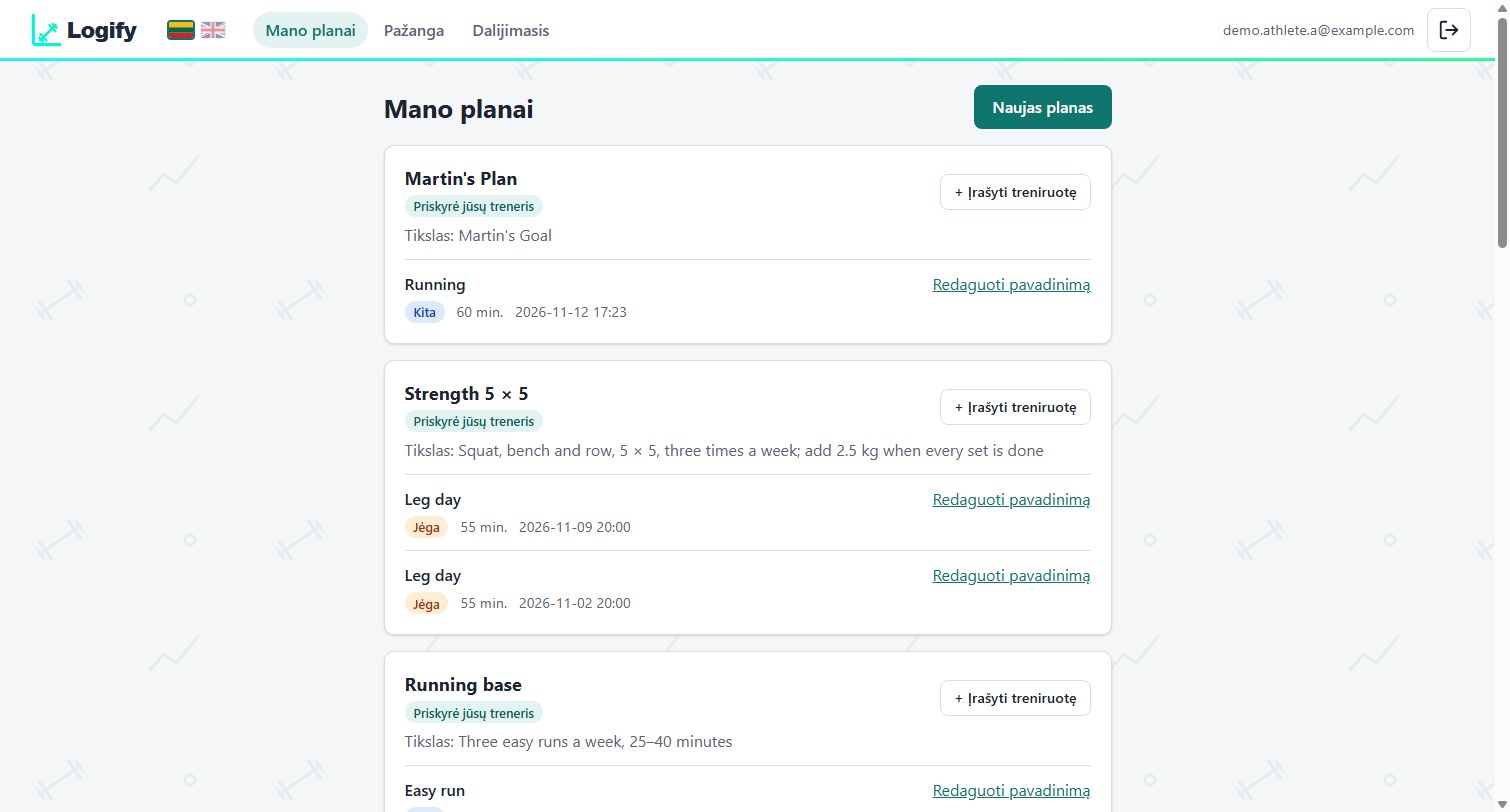 Logify
Mano planai
Pažanga
Dalijimasis
demo.athlete.a@example.com
Mano planai
Naujas planas
Martin's Plan
+ Įrašyti treniruotę
Priskyrė jūsų treneris
Tikslas: Martin's Goal
Running
Redaguoti pavadinimą
Kita 60 min. 2026-11-12 17:23
Strength 5 × 5
+ Įrašyti treniruotę
Priskyrė jūsų treneris
Tikslas: Squat, bench and row, 5 × 5, three times a week; add 2.5 kg when every set is done
Leg day
Redaguoti pavadinimą
Jėga 55 min. 2026-11-09 20:00
Leg day
Redaguoti pavadinimą
Jėga 55 min. 2026-11-02 20:00
Running base
+ Įrašyti treniruotę
Priskyrė jūsų treneris
Tikslas: Three easy runs a week, 25–40 minutes
Easy run
Redaguoti pavadinimą